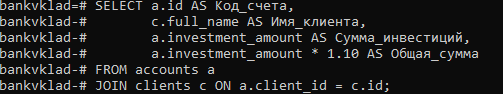 bankvklad=# SELECT a.id AS Код_счета,
bankvklad-#        c.full_name AS Имя_клиента,
bankvklad-#        a.investment_amount AS Сумма_инвестиций,
bankvklad-#        a.investment_amount * 1.10 AS Общая_сумма
bankvklad-# FROM accounts a
bankvklad-# JOIN clients c ON a.client_id = c.id;